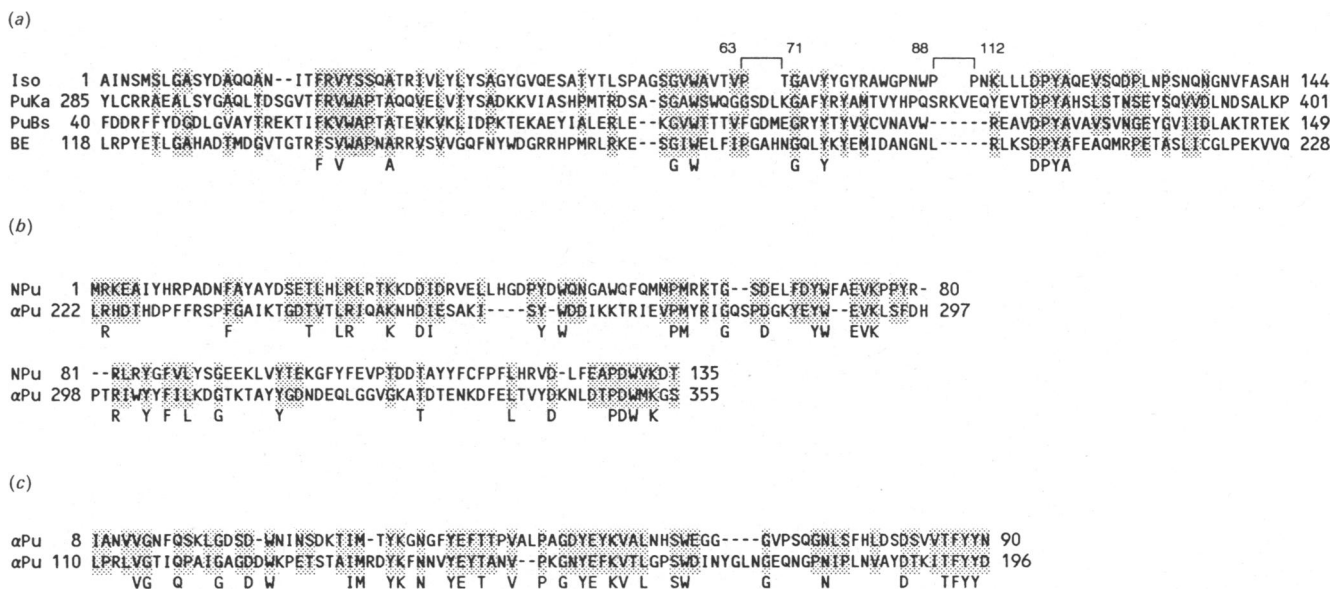 (a)
63 71 88 112
Iso 1 AINSMSLGASYDAQQAN--ITFRVYSSQATRIVLYLYSAGYGVQESATYTLSPAGSGVWAVTVP TGAVYYGYRAWGPNWP PNKLLLDPYAQEVSQDPLNPSNQNGNVFASAH 144
PuKa 285 YLCRRAEALSYGAQLTDSGVTFRVWAPTAQQVELVIYSADKKVIASHPMTRDSA-SGAWSWQGGSDLKGAFYRYAMTVYHPQSRKVEQYEVTDPYAHSLSTNSEYSQVVDLNDSALKP 401
PuBs 40 FDDRFFYDGDLGVAYTREKTIFKVWAPTATEVKVKLIDPKTEKAEYIALERLE--KGVWTTTVFGDMEGRYYTYVVCVNAVW------REAVDPYAVAVSVNGEYGVIIDLAKTRTEK 149
BE 118 LRPYETLGAHADTMDGVTGTRFSVWAPNARRVSVVGQFNYWDGRRHPMRLRKE--SGIWELFIPGAHNGQLYKYEMIDANGNL-----RLKSDPYAFEAQMRPETASLICGLPEKVVQ 228
F V A G W G Y DPYA
(b)
NPu 1 MRKEAIYHRPADNFAYAYDSETLHLRLRTKKDDIDRVELLHGDPYDWQNGAWQFQMMPMRKTG--SDELFDYWFAEVKPPYR- 80
αPu 222 LRHDTHDPFFRSPFGAIKTGDTVTLRIQAKNHDIESAKI----SY-WDDIKKTRIEVPMYRIGQSPDGKYEYW--EVKLSFDH 297
R F T LR K DI Y W PM G D YW EVK
NPu 81 --RLRYGFVLYSGEEKLVYTEKGFYFEVPTDDTAYYFCFPFLHRVD-LFEAPDWVKDT 135
αPu 298 PTRIWYYFILKDGTKTAYYGDNDEQLGGVGKATDTENKDFELTVYDKNLDTPDWMKGS 355
R Y F L G Y T L D PDW K
(c)
αPu 8 IANVVGNFQSKLGDSD-WNINSDKTIM-TYKGNGFYEFTTPVALPAGDYEYKVALNHSWEGG----GVPSQGNLSFHLDSDSVVTFYYN 90
αPu 110 LPRLVGTIQPAIGAGDDWKPETSTAIMRDYKFNNVYEYTANV--PKGNYEFKVTLGPSWDINYGLNGEQNGPNIPLNVAYDTKITFYYD 196
VG Q G D W IM YK N YE T V P G YE KV L SW G N D TFYY